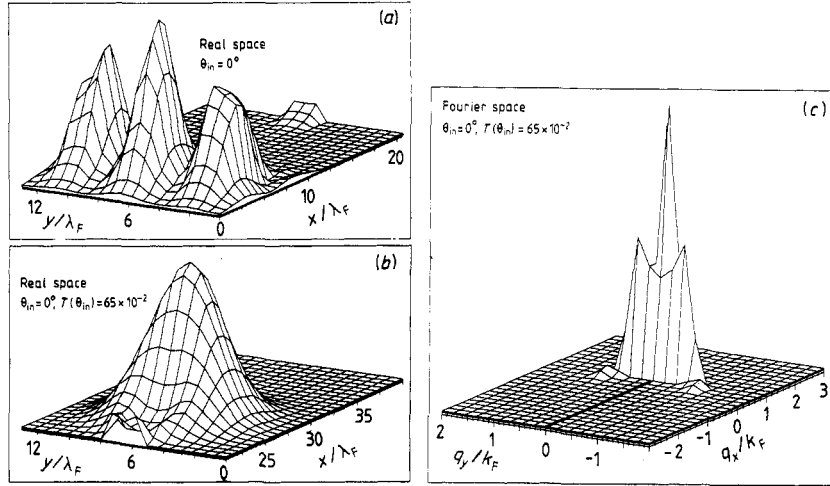 (a)
Real space
θin = 0°
12 6 0
y/λF
10 20
x/λF
(b)
Real space
θin = 0°, T(θin) = 65 × 10⁻²
12 6 0
y/λF
25 30 35
x/λF
(c)
Fourier space
θin = 0°, T(θin) = 65 × 10⁻²
2 1 0 -1
qy/kF
-2 -1 0 1 2 3
qx/kF